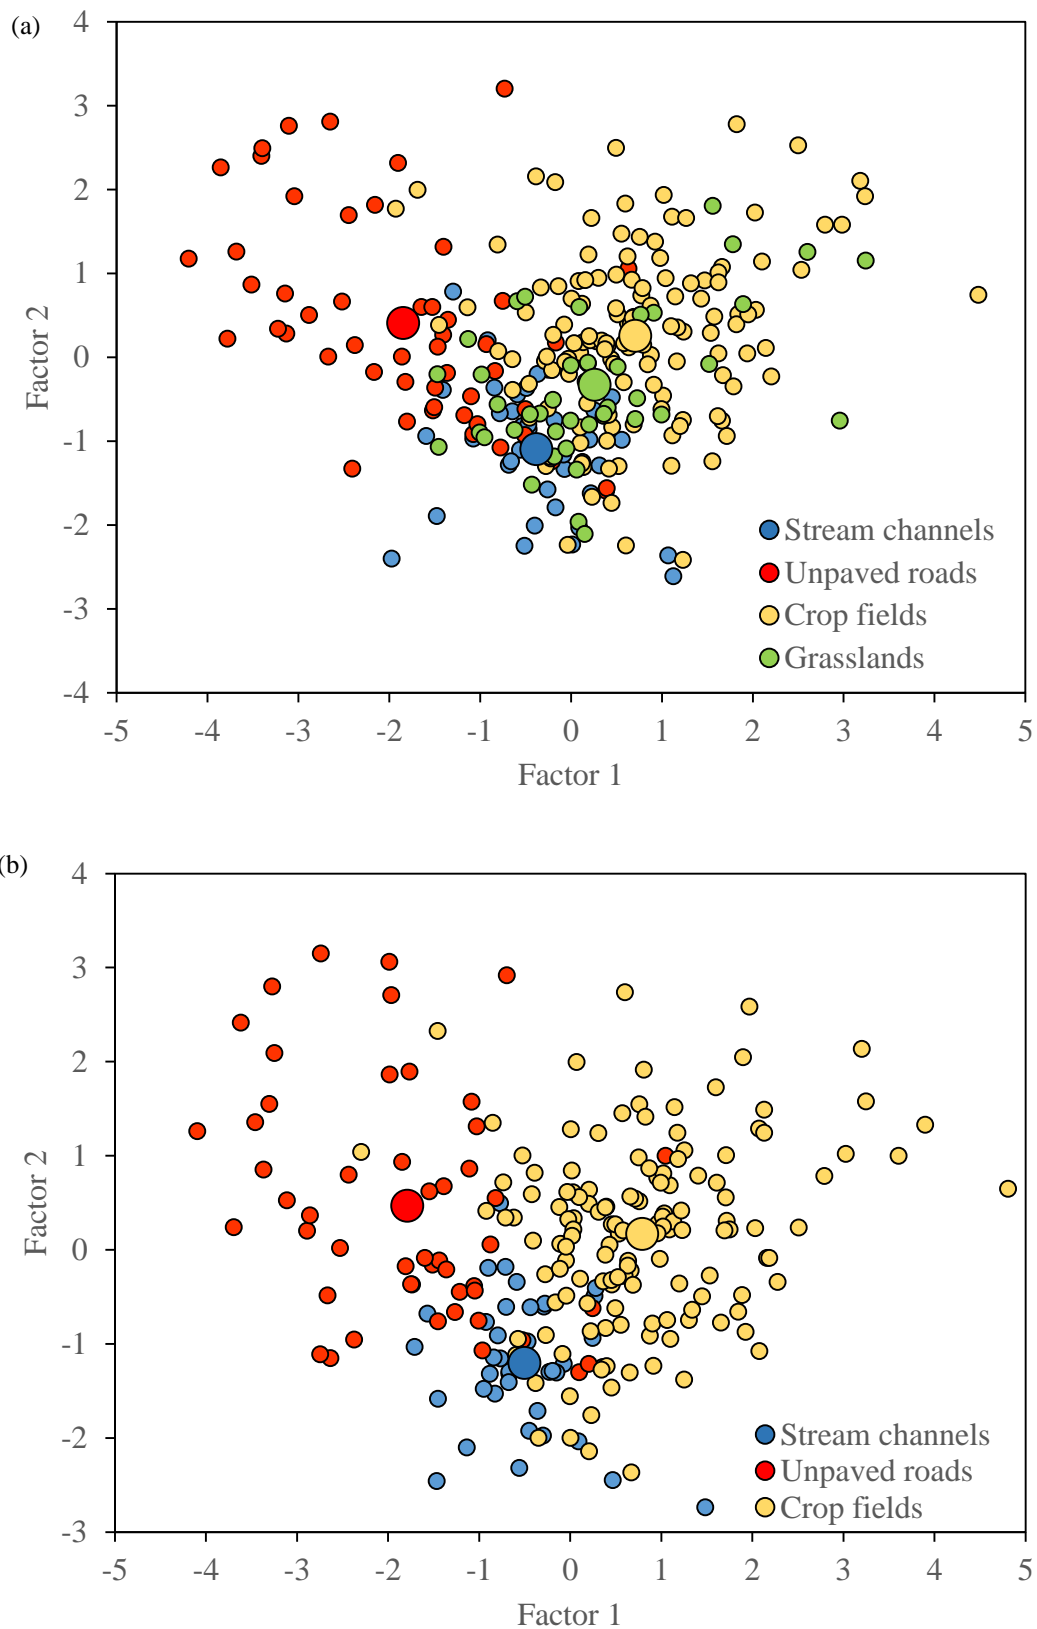 (a)
4
3
2
1
0
-1
-2
-3
-4
Factor 2
Stream channels
Unpaved roads
Crop fields
Grasslands
-5 -4 -3 -2 -1 0 1 2 3 4 5
Factor 1
(b)
4
3
2
1
0
-1
-2
-3
Factor 2
Stream channels
Unpaved roads
Crop fields
-5 -4 -3 -2 -1 0 1 2 3 4 5
Factor 1